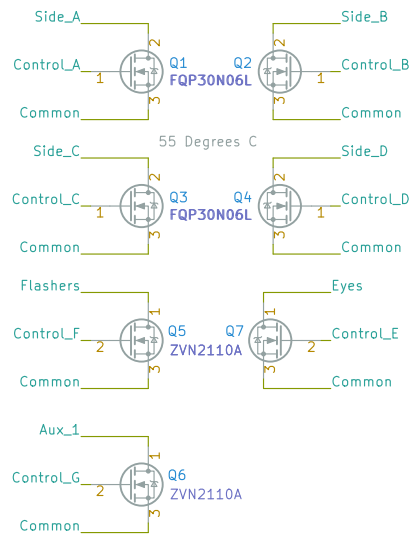 Side_A
Side_B
2
2
Control_A
Q1
Q2
Control_B
1
FQP30N06L
1
3
3
Common
Common
55 Degrees C
Side_C
Side_D
2
2
Control_C
Q3
Q4
Control_D
1
FQP30N06L
1
3
3
Common
Common
Flashers
Eyes
1
1
Control_F
Q5
Q7
Control_E
2
ZVN2110A
2
3
3
Common
Common
Aux_1
1
Control_G
Q6
2
ZVN2110A
3
Common